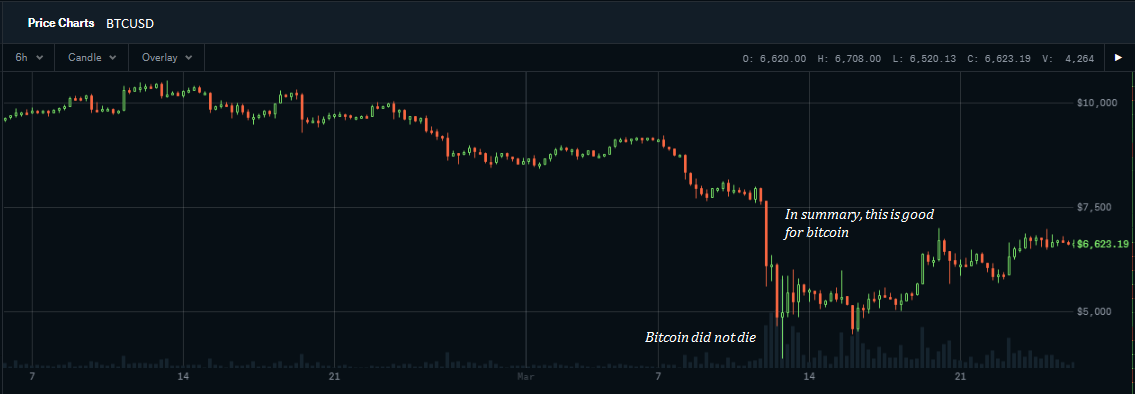 Price Charts BTCUSD
6h Candle Overlay O: 6,620.00 H: 6,708.00 L: 6,520.13 C: 6,623.19 V: 4,264
$10,000
$7,500
In summary, this is good
for bitcoin
$6,623.19
$5,000
Bitcoin did not die
7 14 21 Mar 7 14 21